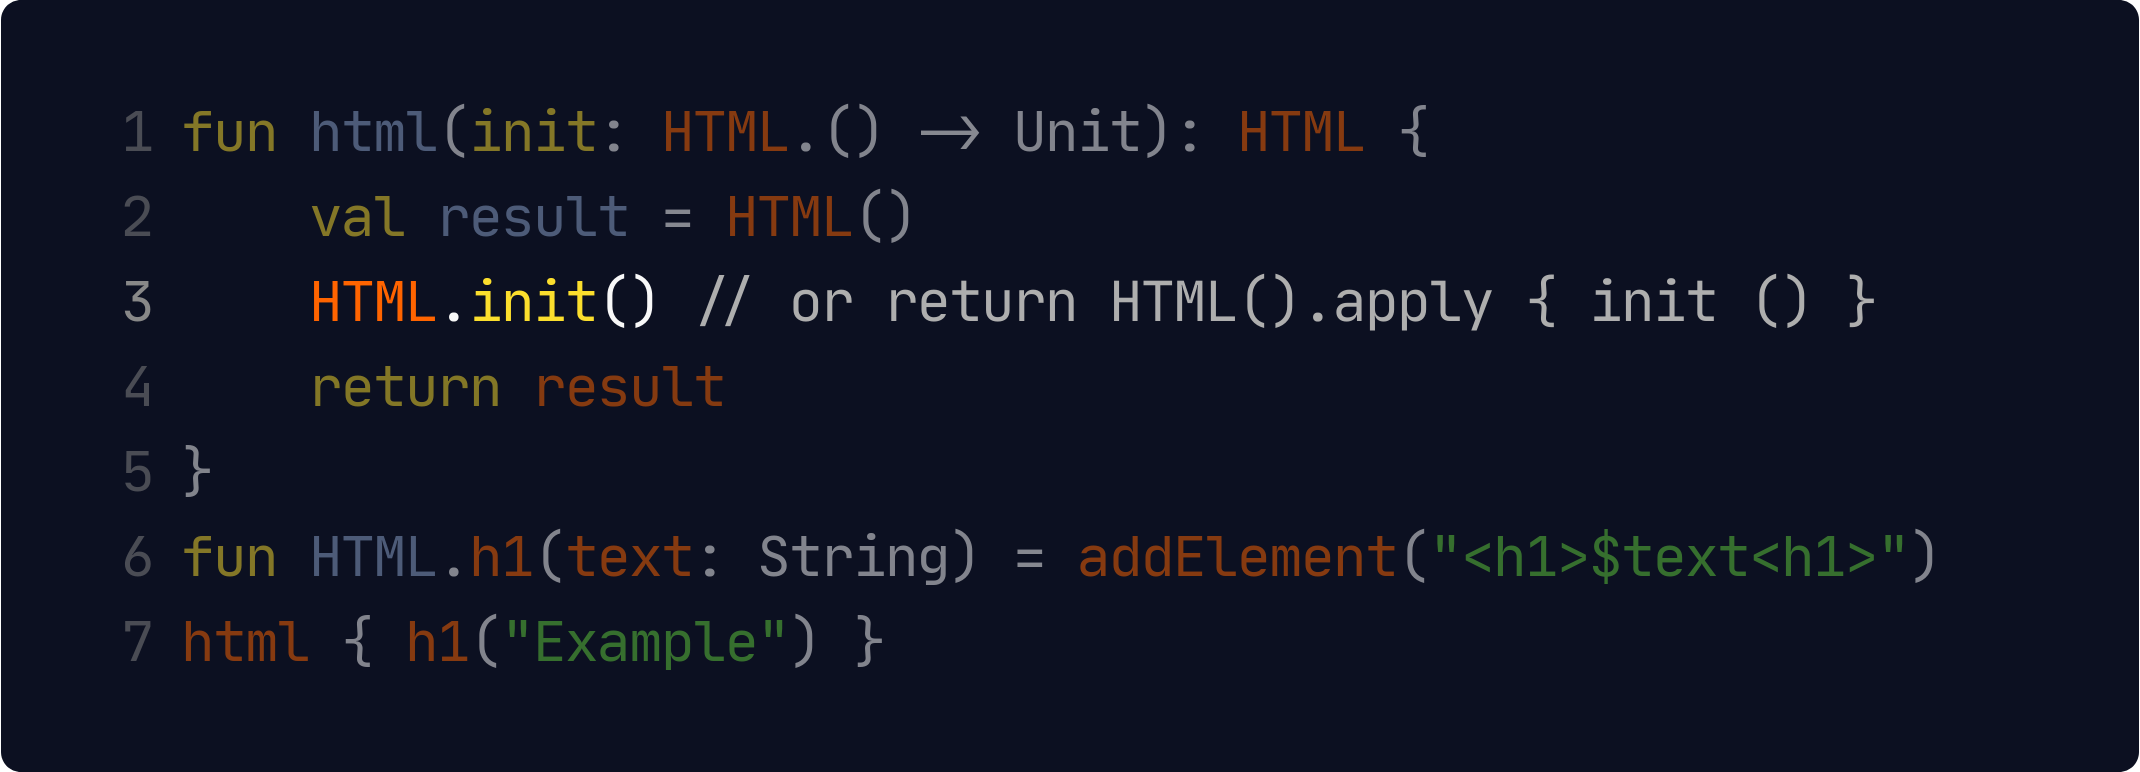 1 fun html(init: HTML.() -> Unit): HTML {
2     val result = HTML()
3     HTML.init() // or return HTML().apply { init () }
4     return result
5 }
6 fun HTML.h1(text: String) = addElement("<h1>$text<h1>")
7 html { h1("Example") }